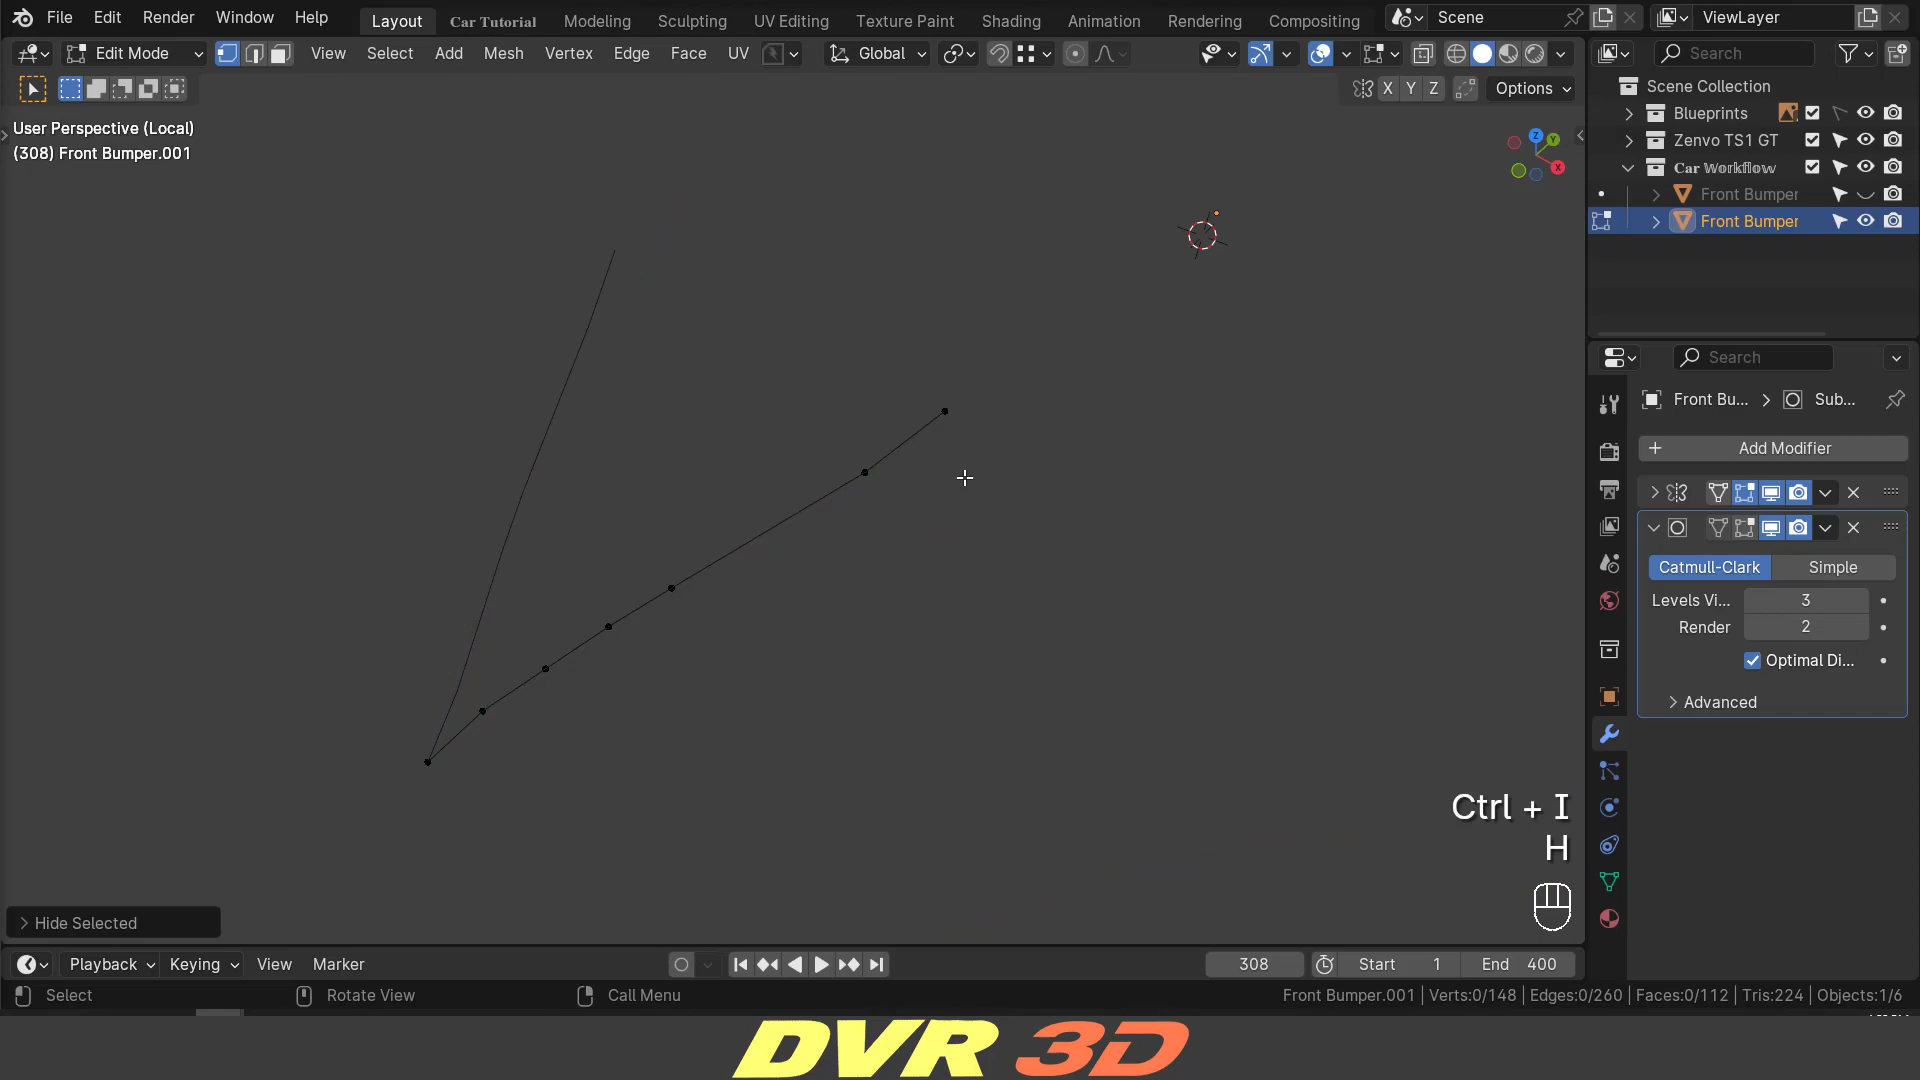 File Edit Render Window Help Layout Car Tutorial Modeling Sculpting UV Editing Texture Paint Shading Animation Rendering Compositing Scene ViewLayer
Edit Mode View Select Add Mesh Vertex Edge Face UV Global Search
X Y Z Options
Scene Collection
Blueprints
Zenvo TS1 GT
Car Workflow
Front Bumper
Front Bumper
User Perspective (Local)
(308) Front Bumper.001
Z
Y
X
Search
Front Bu... Sub...
Add Modifier
Catmull-Clark Simple
Levels Vi... 3
Render 2
Optimal Di...
Advanced
Ctrl + I
H
Hide Selected
Playback Keying View Marker 308 Start 1 End 400
Select Rotate View Call Menu Front Bumper.001 | Verts:0/148 | Edges:0/260 | Faces:0/112 | Tris:224 | Objects:1/6
DVR 3D